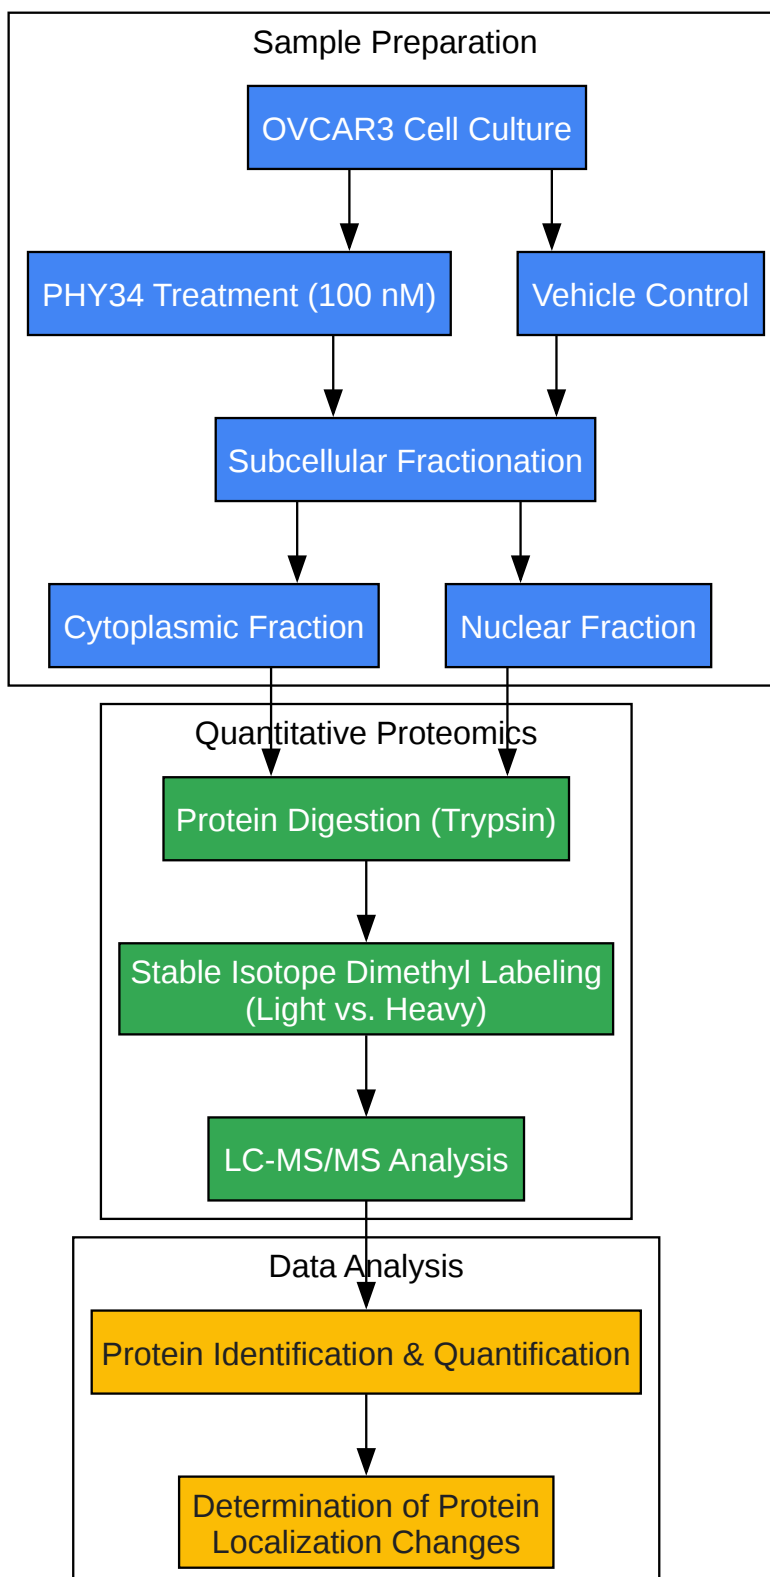 Sample Preparation
OVCAR3 Cell Culture
PHY34 Treatment (100 nM)
Vehicle Control
Subcellular Fractionation
Cytoplasmic Fraction
Nuclear Fraction
Quantitative Proteomics
Protein Digestion (Trypsin)
Stable Isotope Dimethyl Labeling
(Light vs. Heavy)
LC-MS/MS Analysis
Data Analysis
Protein Identification & Quantification
Determination of Protein
Localization Changes